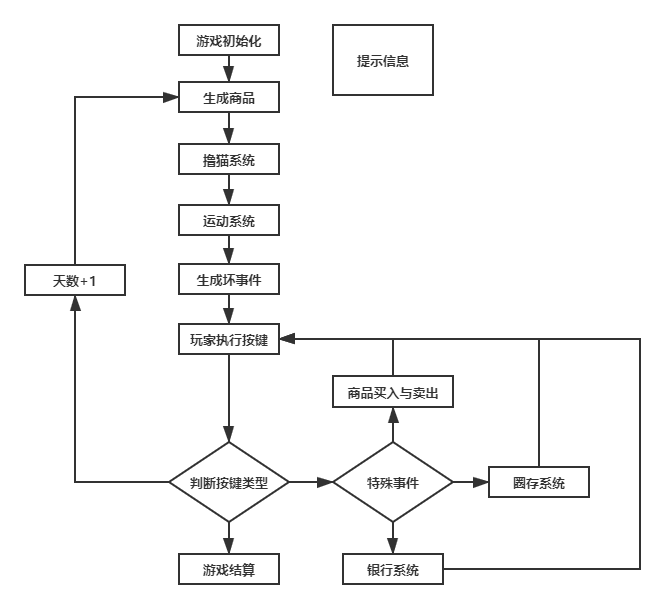 游戏初始化
提示信息
生成商品
撸猫系统
运动系统
天数+1
生成坏事件
玩家执行按键
商品买入与卖出
判断按键类型
特殊事件
圈存系统
游戏结算
银行系统